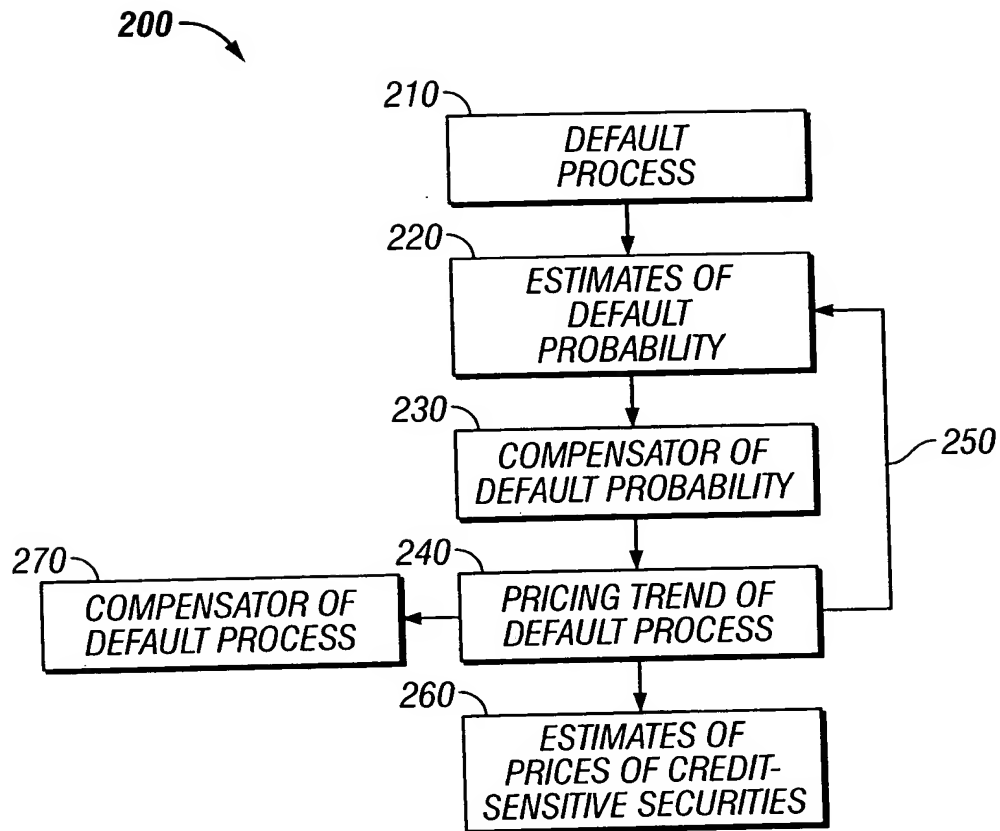 200
210
DEFAULT
PROCESS
220
ESTIMATES OF
DEFAULT
PROBABILITY
230
COMPENSATOR OF
DEFAULT PROBABILITY
250
240
PRICING TREND OF
DEFAULT PROCESS
270
COMPENSATOR OF
DEFAULT PROCESS
260
ESTIMATES OF
PRICES OF CREDIT-
SENSITIVE SECURITIES